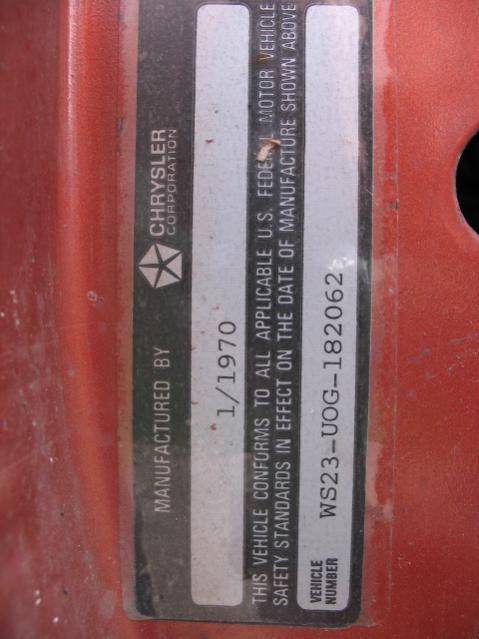 MANUFACTURED BY CHRYSLER CORPORATION
1/1970
THIS VEHICLE CONFORMS TO ALL APPLICABLE U.S. FEDERAL MOTOR VEHICLE
SAFETY STANDARDS IN EFFECT ON THE DATE OF MANUFACTURE SHOWN ABOVE
VEHICLE NUMBER WS23-UOG-182062